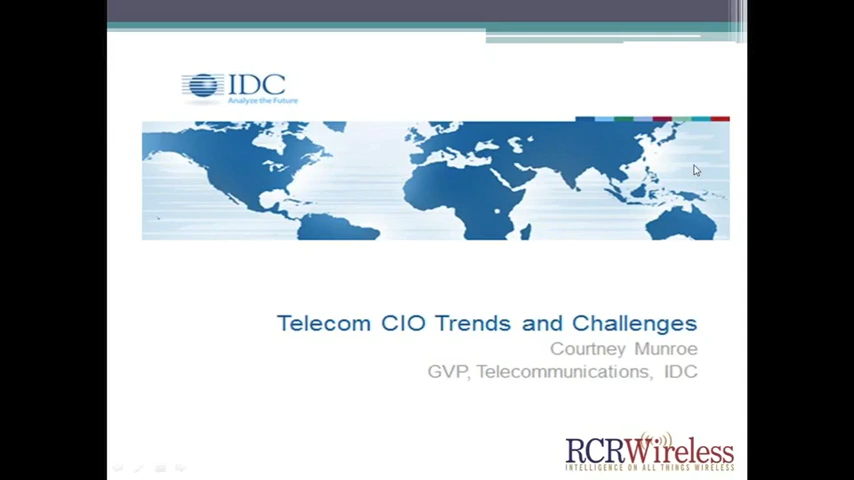 IDC
Analyze the Future
Telecom CIO Trends and Challenges
Courtney Munroe
GVP, Telecommunications, IDC
RCRWireless
INTELLIGENCE ON ALL THINGS WIRELESS